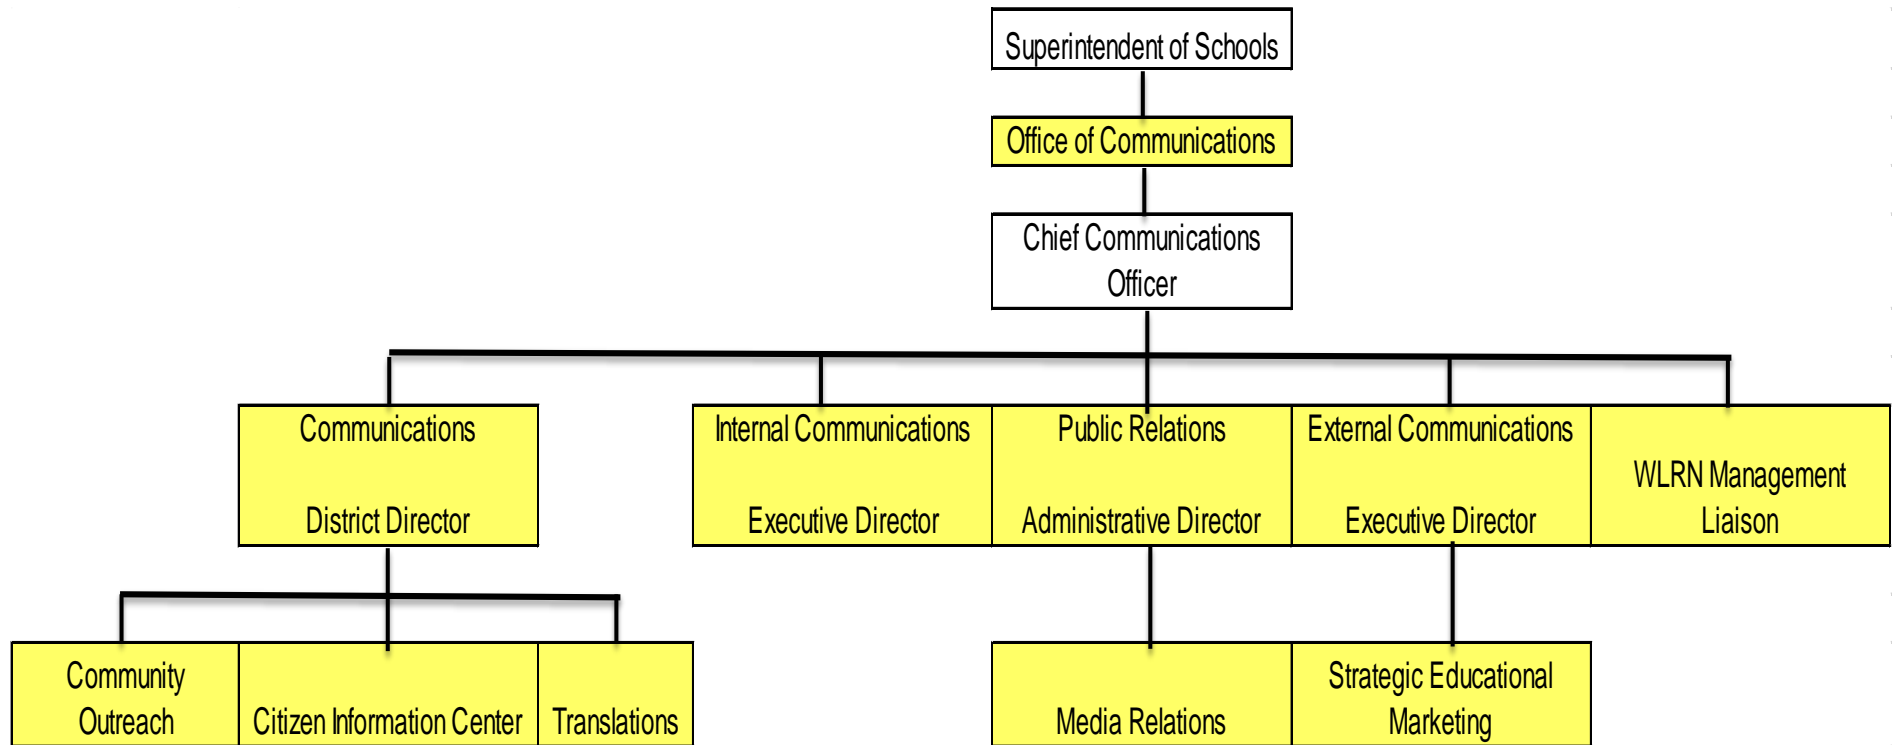 Superintendent of Schools
Office of Communications
Chief Communications
Officer
Communications
District Director
Internal Communications
Executive Director
Public Relations
Administrative Director
External Communications
Executive Director
WLRN Management
Liaison
Community
Outreach
Citizen Information Center
Translations
Media Relations
Strategic Educational
Marketing